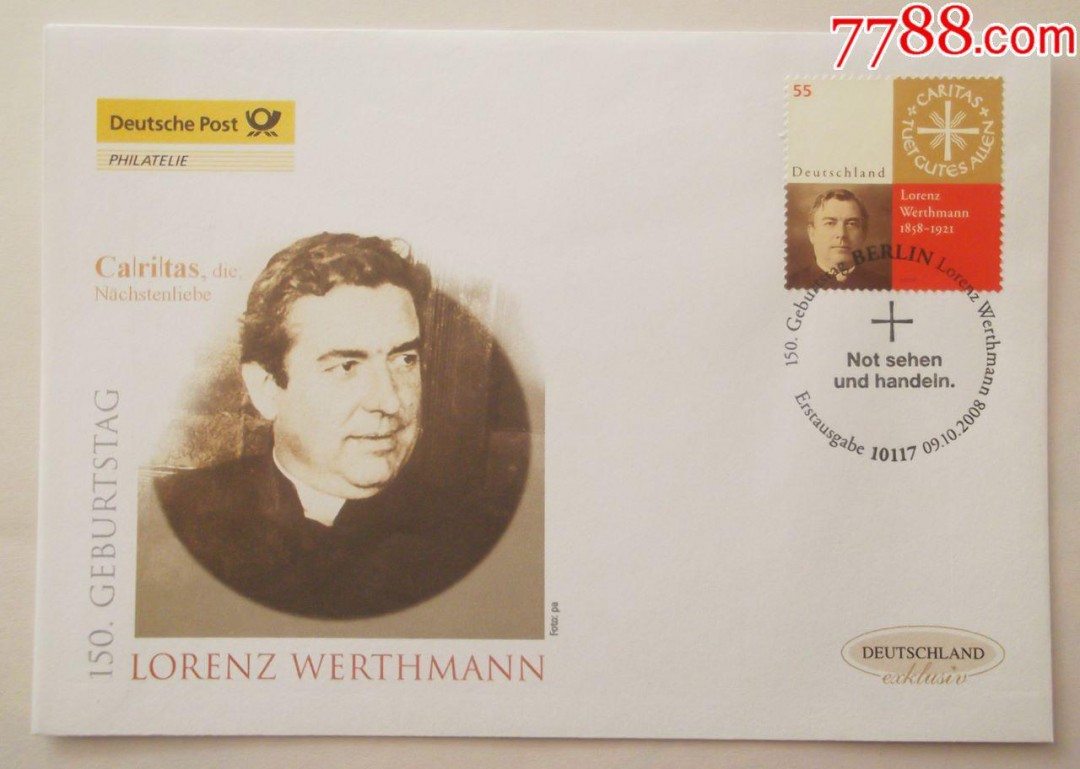 7788.com
Deutsche Post
PHILATELIE
55
CARITAS
TUET GUTES ALLEN
Deutschland
Lorenz
Werthmann
1858-1921
Ca|ri|tas, die
Nächstenliebe
150. Geburtstag BERLIN Lorenz Werthmann
Not sehen
und handeln.
Erstausgabe 10117 09.10.2008
150. GEBURTSTAG
Foto: pa
LORENZ WERTHMANN
DEUTSCHLAND
exklusiv